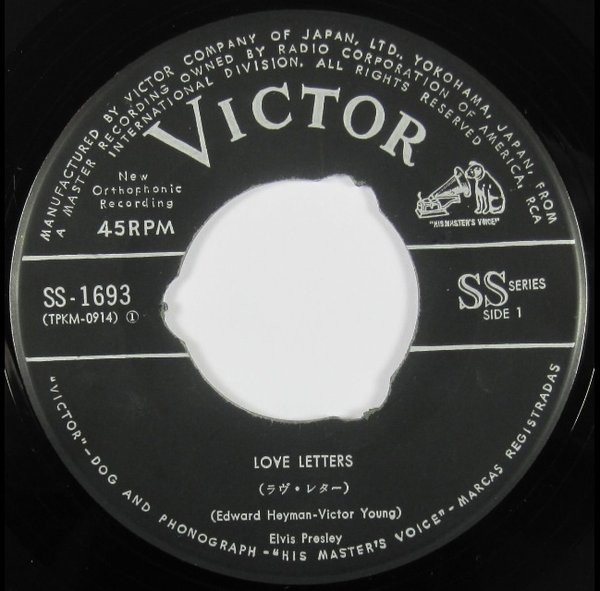 MANUFACTURED BY VICTOR COMPANY OF JAPAN, LTD., YOKOHAMA, JAPAN, FROM
A MASTER RECORDING OWNED BY RADIO CORPORATION OF AMERICA, RCA
INTERNATIONAL DIVISION, ALL RIGHTS RESERVED
VICTOR
New
Orthophonic
Recording
45RPM
"HIS MASTER'S VOICE"
SS-1693
(TPKM-0914) ①
SS SERIES
SIDE 1
LOVE LETTERS
(ラヴ・レター)
(Edward Heyman-Victor Young)
Elvis Presley
"VICTOR"–DOG AND PHONOGRAPH–"HIS MASTER'S VOICE"–MARCAS REGISTRADAS